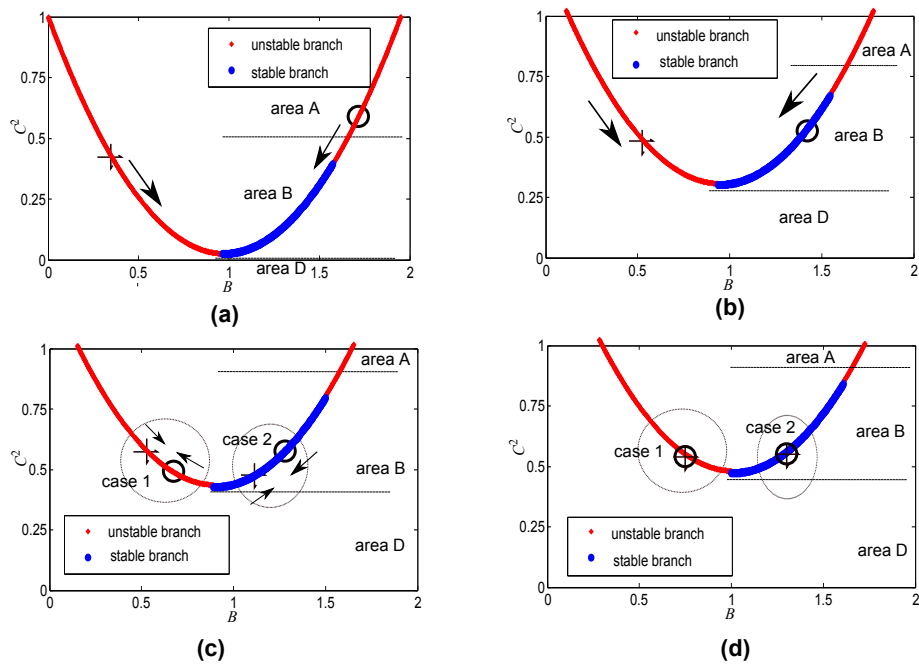 1
0.75
0.5
0.25
0
C²
0
0.5
1
1.5
2
B
unstable branch
stable branch
area A
area B
area D
(a)
1
0.75
0.5
0.25
0
C²
0
0.5
1
1.5
2
B
unstable branch
stable branch
area A
area B
area D
(b)
1
0.75
0.5
0.25
0
C²
0
0.5
1
1.5
2
B
case 1
case 2
area A
area B
area D
unstable branch
stable branch
(c)
1
0.75
0.5
0.25
0
C²
0
0.5
1
1.5
2
B
case 1
case 2
area A
area B
area D
unstable branch
stable branch
(d)